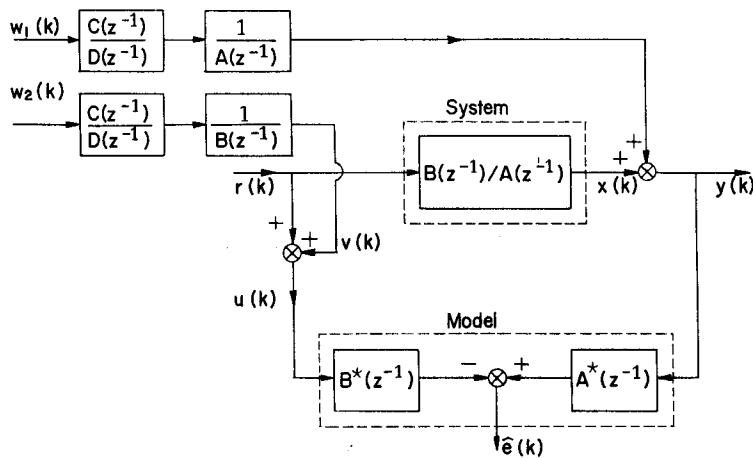 w₁(k)
C(z⁻¹)
D(z⁻¹)
1
A(z⁻¹)
w₂(k)
C(z⁻¹)
D(z⁻¹)
1
B(z⁻¹)
System
B(z⁻¹)/A(z⁻¹)
r(k)
x(k)
y(k)
+
+
+
+
v(k)
u(k)
Model
B*(z⁻¹)
−
+
A*(z⁻¹)
ê(k)